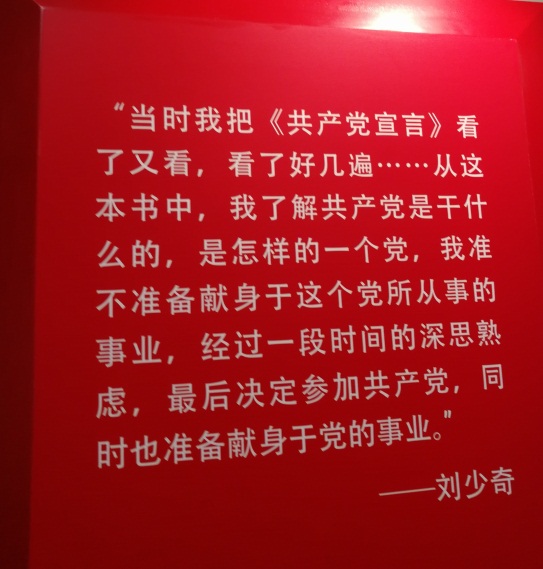 “当时我把《共产党宣言》看
了又看，看了好几遍……从这
本书中，我了解共产党是干什
么的，是怎样的一个党，我准
不准备献身于这个党所从事的
事业，经过一段时间的深思熟
虑，最后决定参加共产党，同
时也准备献身于党的事业。”
——刘少奇